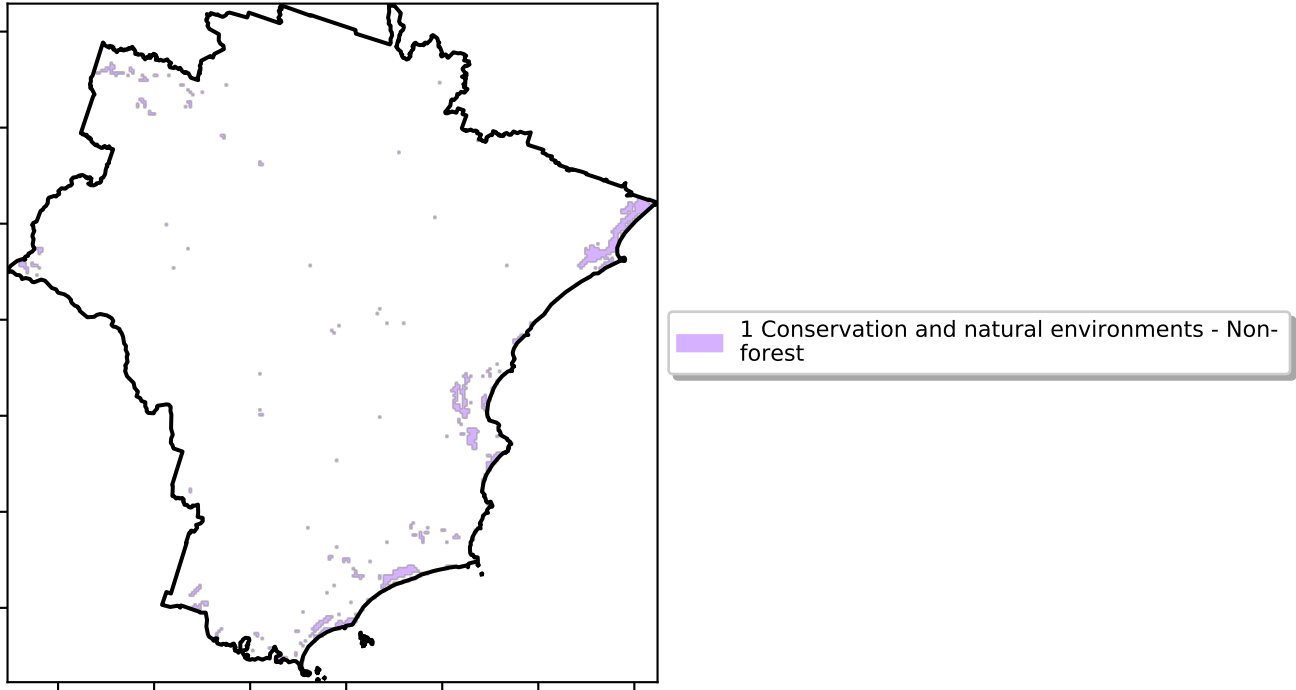 1 Conservation and natural environments - Non-
forest